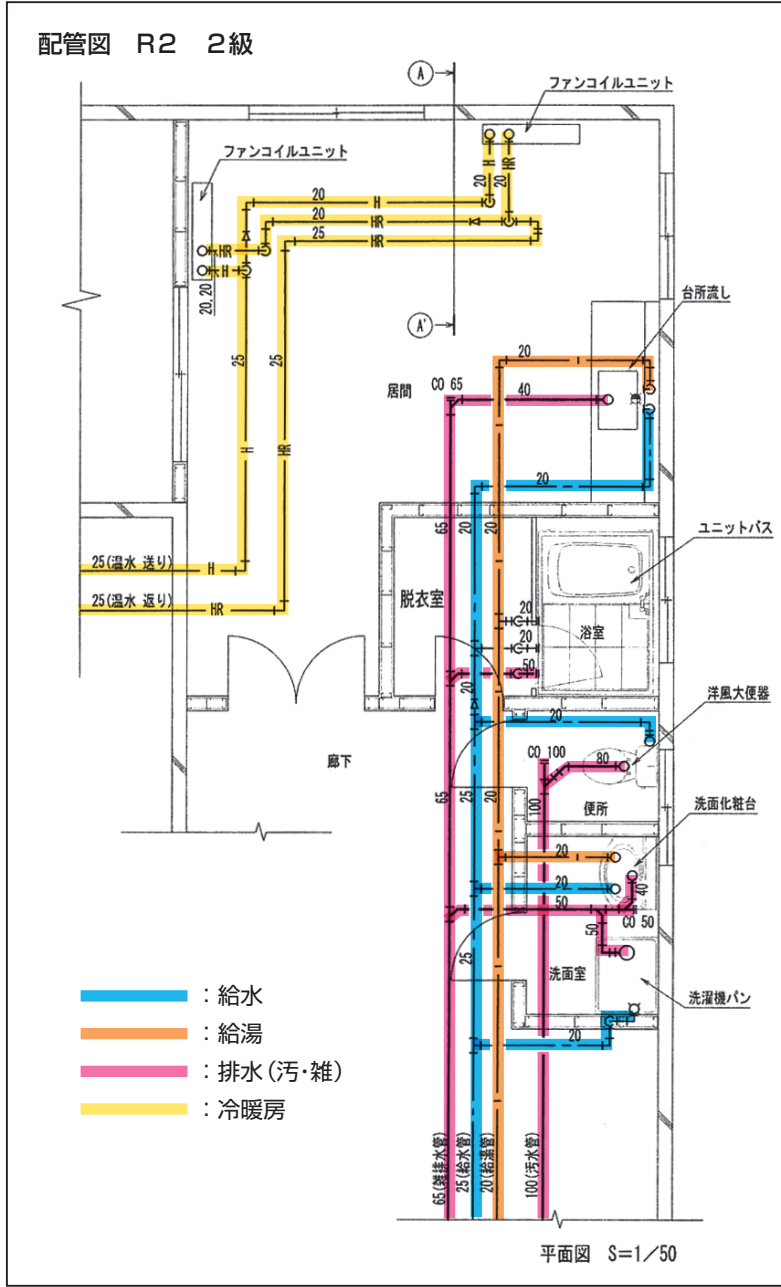 配管図 R2 2級
A
ファンコイルユニット
ファンコイルユニット
H
20
20
HR
20
H
20
HR
25
HR
HR
H
20,20
A'
台所流し
25
25
20
居間
CO 65
40
H
HR
20
65
20
20
ユニットバス
25(温水 送り)
H
25(温水 返り)
HR
脱衣室
20
20
浴室
50
20
洋風大便器
20
廊下
CO 100
80
65
25
20
100
便所
洗面化粧台
20
20
40
50
CO 50
50
25
洗面室
洗濯機パン
20
：給水
：給湯
：排水(汚・雑)
：冷暖房
65(雑排水管)
25(給水管)
20(給湯管)
100(汚水管)
平面図 S=1/50